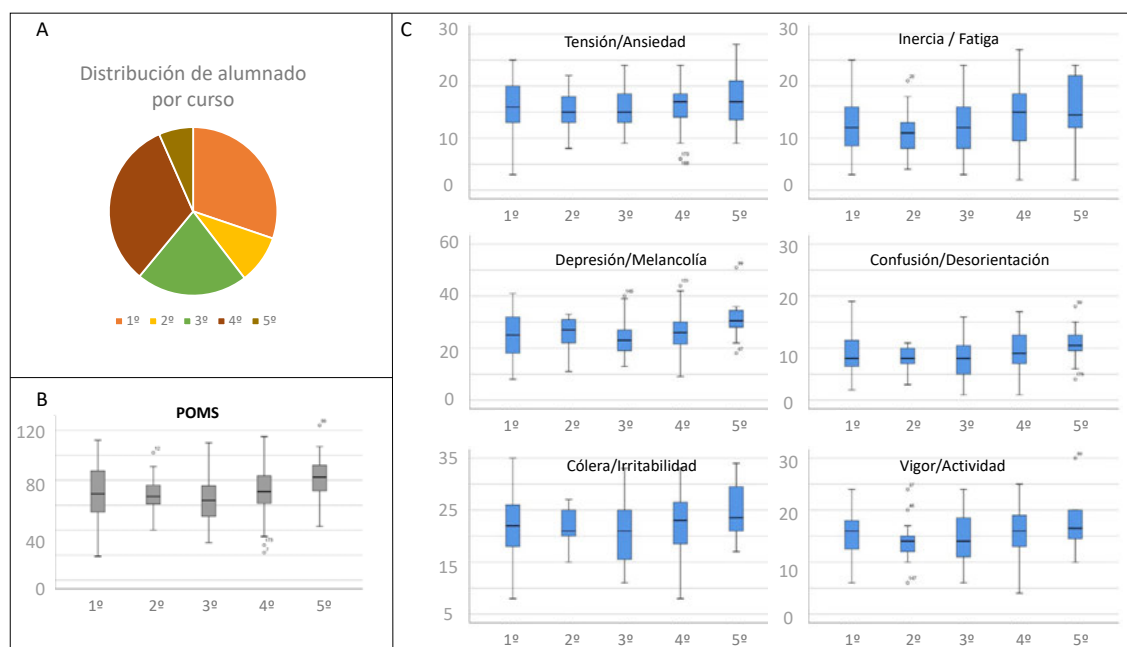 A
Distribución de alumnado
por curso
1º 2º 3º 4º 5º
B
POMS
120
80
40
0
1º 2º 3º 4º 5º
C
Tensión/Ansiedad
30
20
10
0
1º 2º 3º 4º 5º
Inercia / Fatiga
30
20
10
0
1º 2º 3º 4º 5º
Depresión/Melancolía
60
40
20
0
1º 2º 3º 4º 5º
Confusión/Desorientación
30
20
10
0
1º 2º 3º 4º 5º
Cólera/Irritabilidad
35
25
15
5
1º 2º 3º 4º 5º
Vigor/Actividad
30
20
10
0
1º 2º 3º 4º 5º